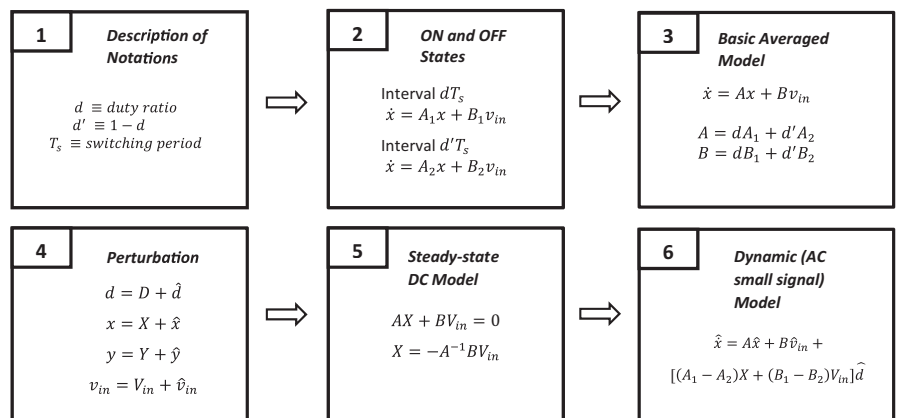 1
Description of
Notations
d ≡ duty ratio
d′ ≡ 1 − d
Tₛ ≡ switching period
2
ON and OFF
States
Interval dTₛ
ẋ = A₁x + B₁vᵢₙ
Interval d′Tₛ
ẋ = A₂x + B₂vᵢₙ
3
Basic Averaged
Model
ẋ = Ax + Bvᵢₙ
A = dA₁ + d′A₂
B = dB₁ + d′B₂
4
Perturbation
d = D + d̂
x = X + x̂
y = Y + ŷ
vᵢₙ = Vᵢₙ + v̂ᵢₙ
5
Steady-state
DC Model
AX + BVᵢₙ = 0
X = −A⁻¹BVᵢₙ
6
Dynamic (AC
small signal)
Model
ẋ̂ = Ax̂ + Bv̂ᵢₙ +
[(A₁ − A₂)X + (B₁ − B₂)Vᵢₙ]d̂